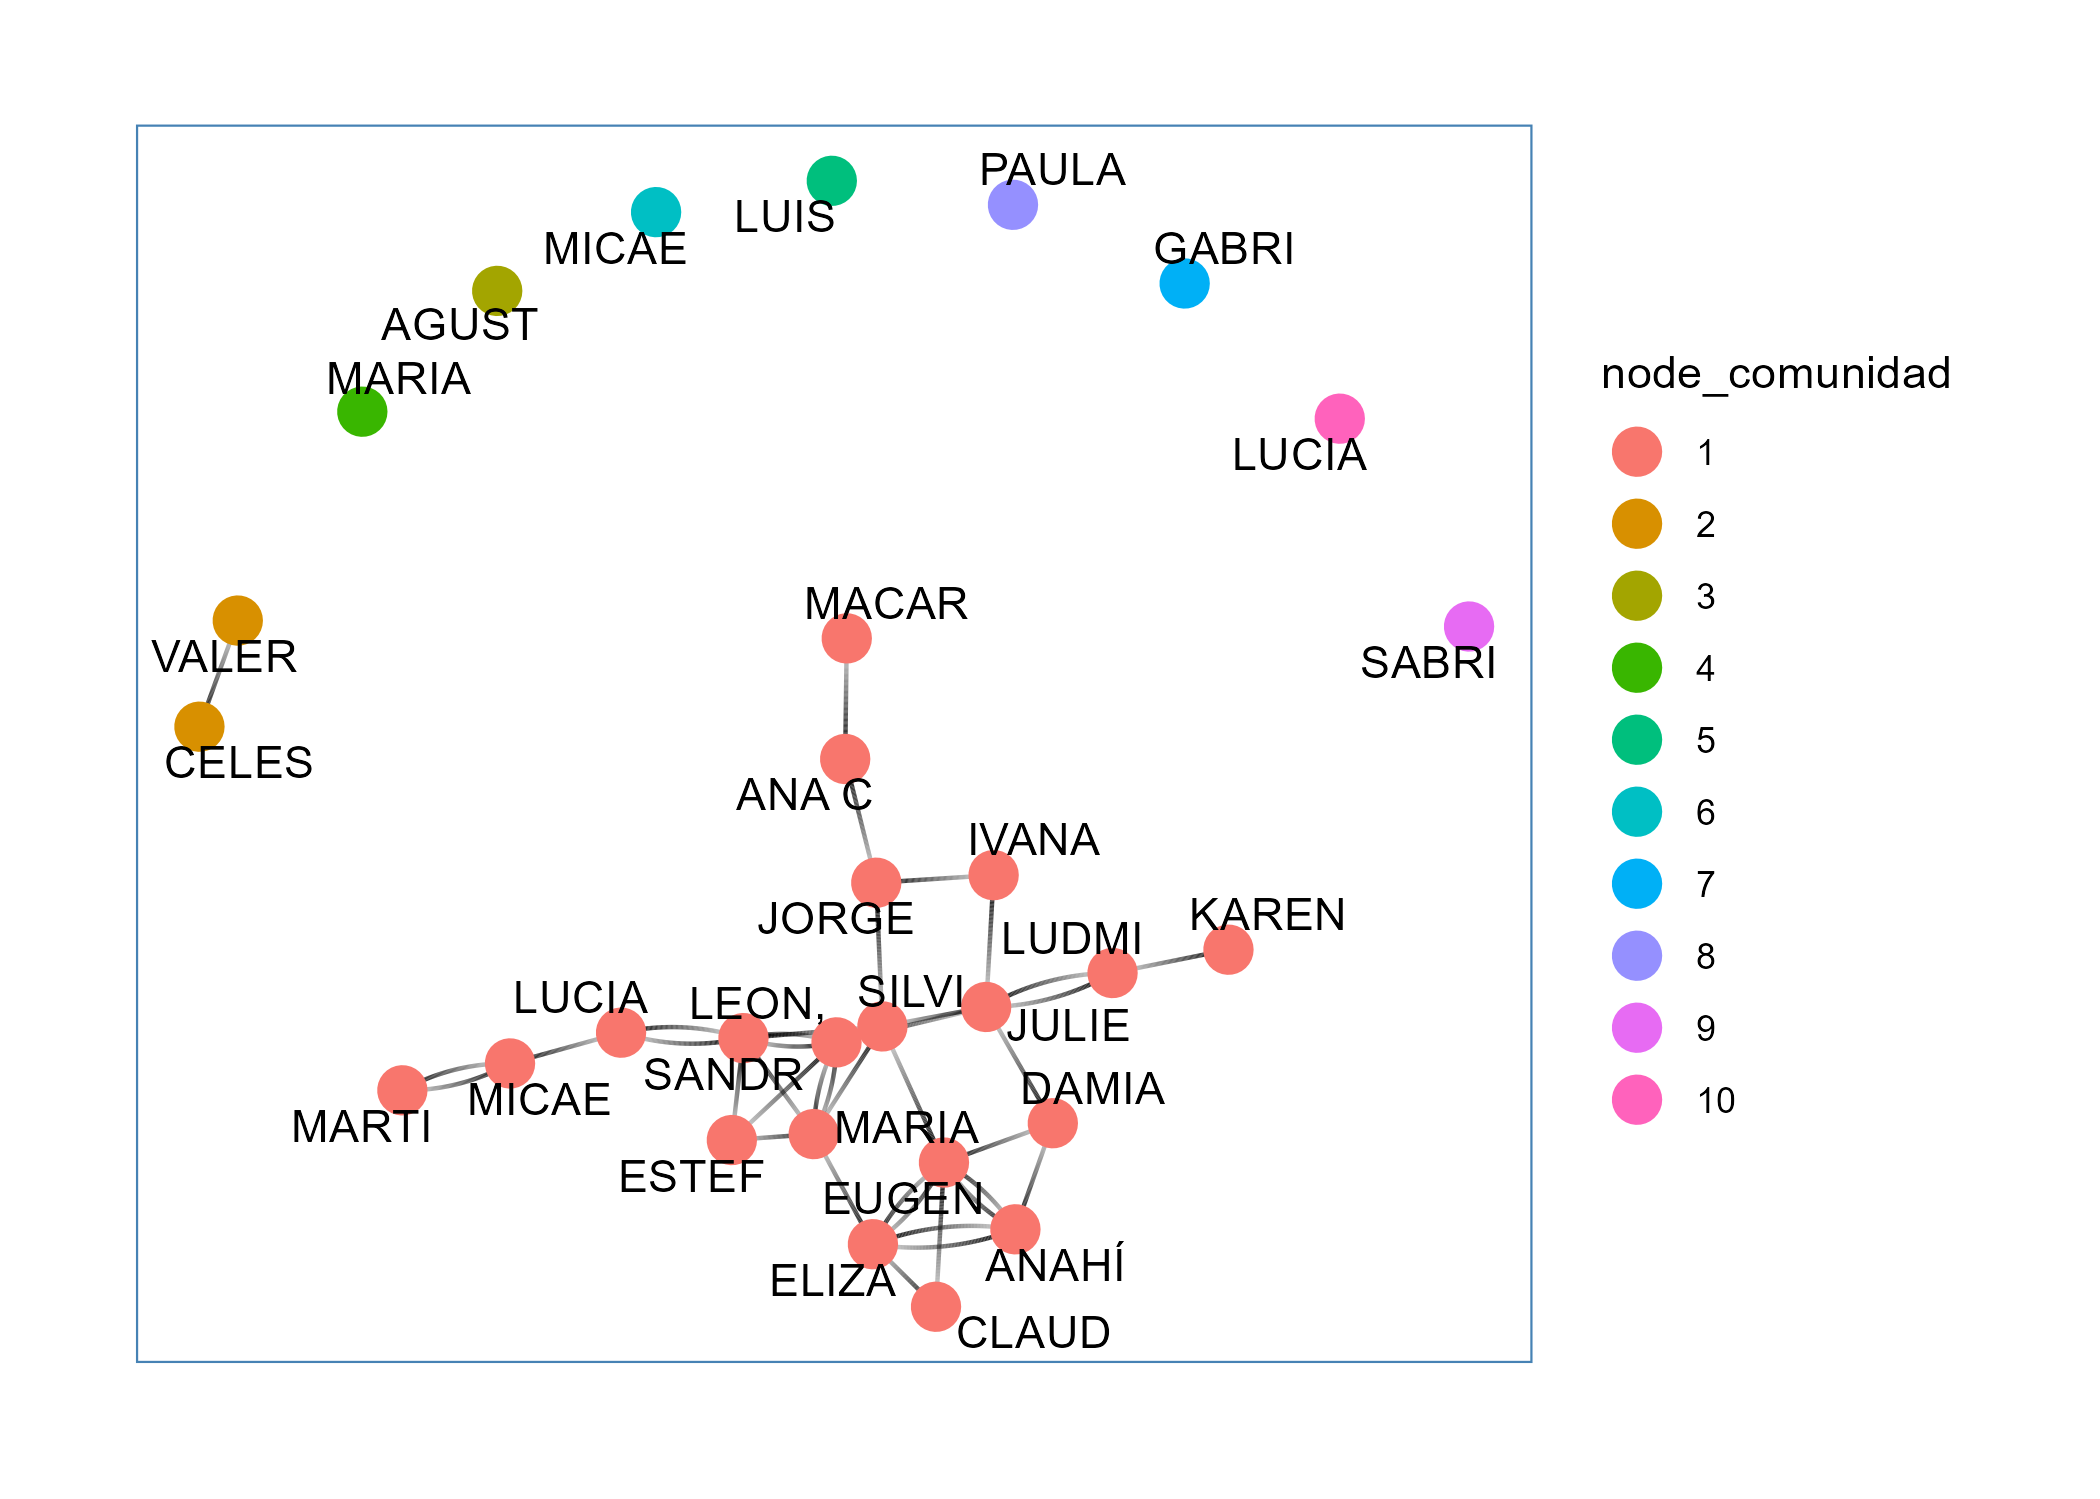 PAULA
LUIS
MICAE
GABRI
AGUST
MARIA
LUCIA
node_comunidad
1
2
3
4
5
6
7
8
9
10
MACAR
VALER
SABRI
CELES
ANA C
IVANA
JORGE
KAREN
LUDMI
SILVI
LUCIA
LEON,
JULIE
SANDR
DAMIA
MICAE
MARTI
MARIA
ESTEF
EUGEN
ANAHÍ
ELIZA
CLAUD